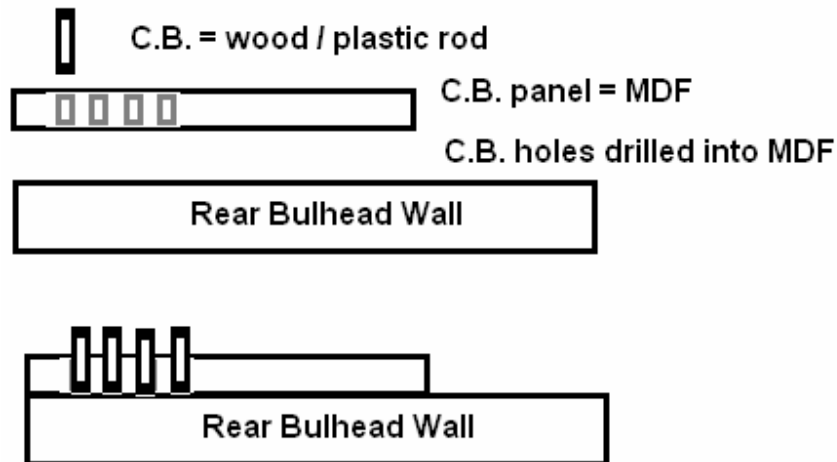 C.B. = wood / plastic rod
C.B. panel = MDF
C.B. holes drilled into MDF
Rear Bulhead Wall
Rear Bulhead Wall